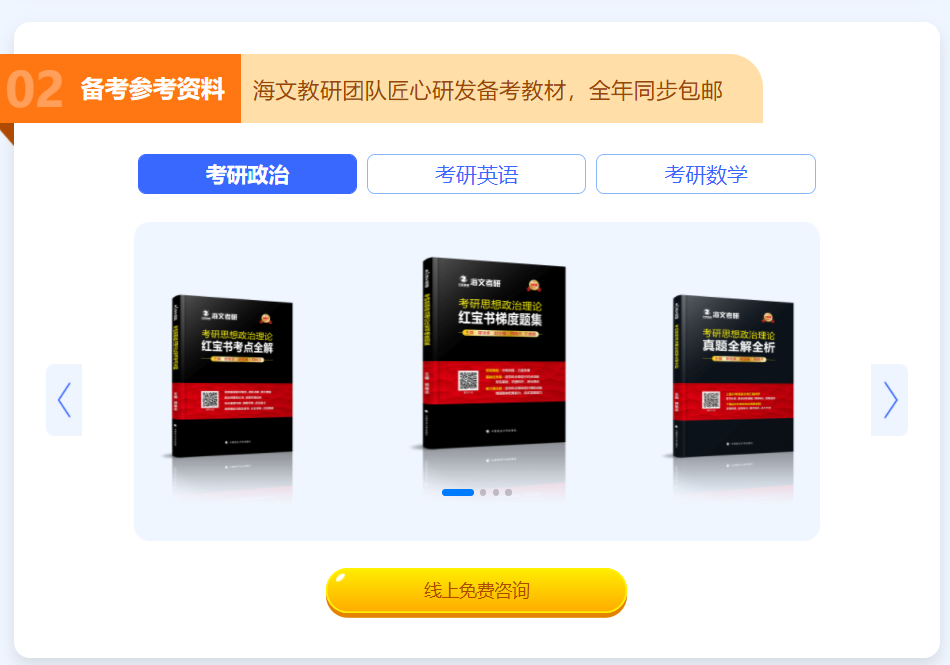 02 备考参考资料
海文教研团队匠心研发备考教材，全年同步包邮
考研政治
考研英语
考研数学
海文考研
考研思想政治理论
红宝书考点全解
海文考研
考研思想政治理论
红宝书梯度题集
海文考研
考研思想政治理论
真题全解全析
线上免费咨询